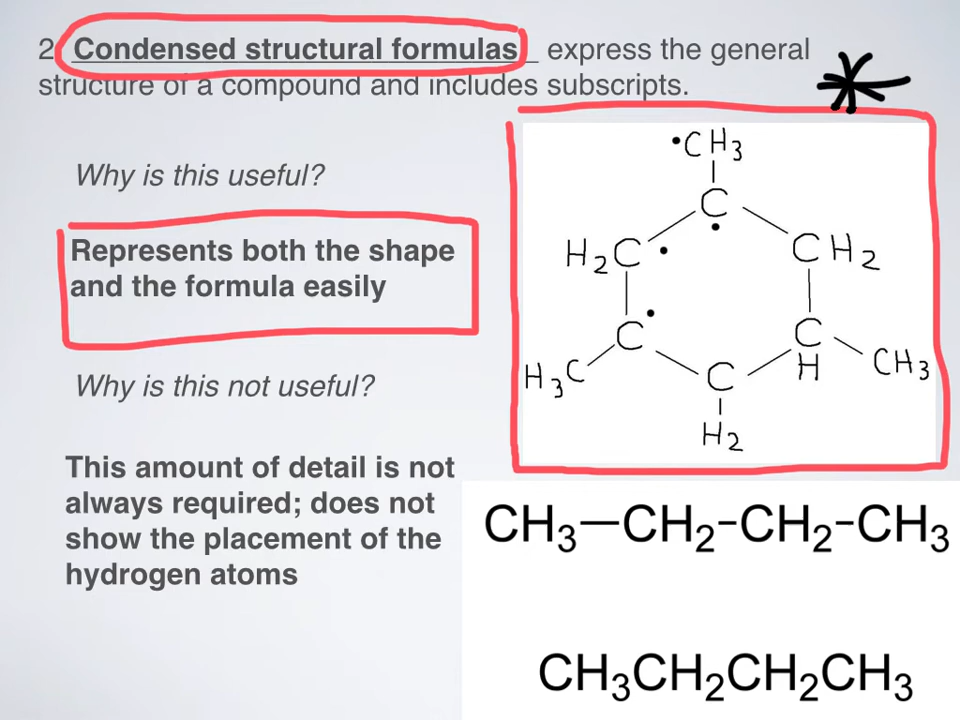 2. Condensed structural formulas express the general
structure of a compound and includes subscripts.
Why is this useful?
Represents both the shape
and the formula easily
Why is this not useful?
This amount of detail is not
always required; does not
show the placement of the
hydrogen atoms
•CH3
C
H2C
CH2
C
C
H
H3C
C
CH3
H2
CH3—CH2-CH2-CH3
CH3CH2CH2CH3